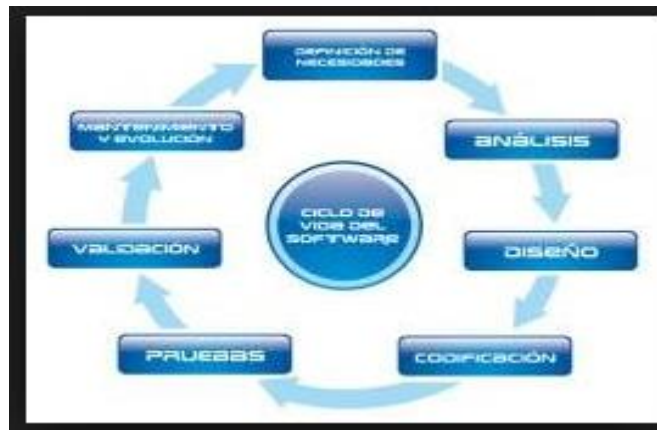 DEFINICIÓN DE
NECESIDADES
ANÁLISIS
DISEÑO
CODIFICACIÓN
PRUEBAS
VALIDACIÓN
MANTENIMIENTO
Y EVOLUCIÓN
CICLO DE
VIDA DEL
SOFTWARE